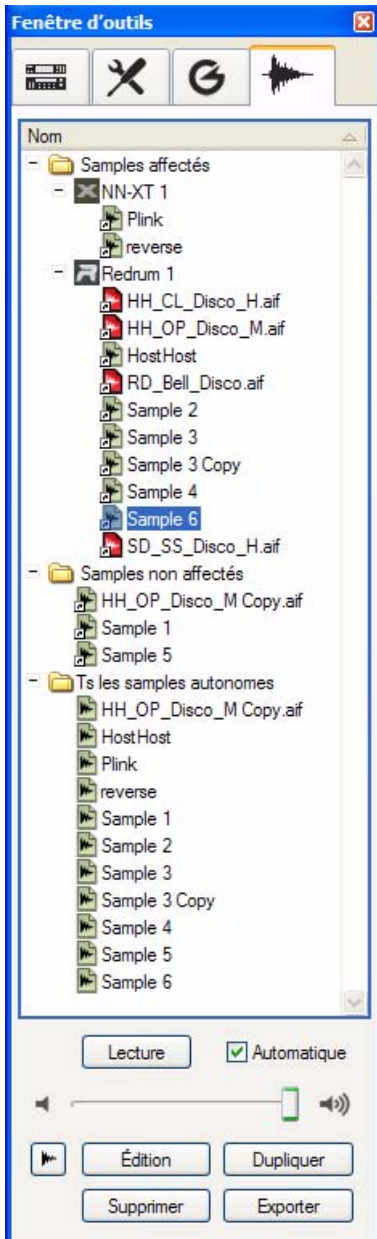 Fenêtre d'outils
Nom
Samples affectés
NN-XT 1
Plink
reverse
Redrum 1
HH_CL_Disco_H.aif
HH_OP_Disco_M.aif
HostHost
RD_Bell_Disco.aif
Sample 2
Sample 3
Sample 3 Copy
Sample 4
Sample 6
SD_SS_Disco_H.aif
Samples non affectés
HH_OP_Disco_M Copy.aif
Sample 1
Sample 5
Ts les samples autonomes
HH_OP_Disco_M Copy.aif
HostHost
Plink
reverse
Sample 1
Sample 2
Sample 3
Sample 3 Copy
Sample 4
Sample 5
Sample 6
Lecture Automatique
Édition Dupliquer
Supprimer Exporter